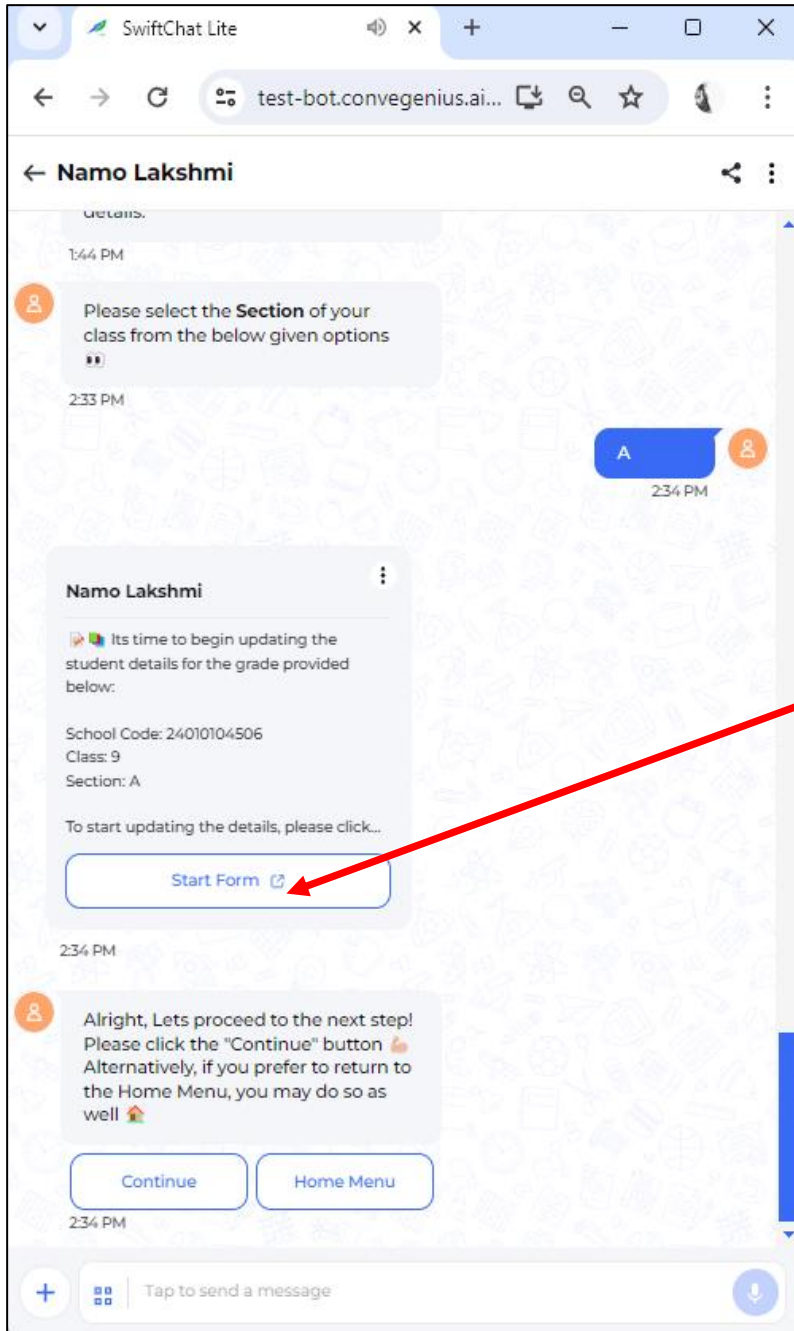 SwiftChat Lite
test-bot.convegenius.ai...
Namo Lakshmi
details.
1:44 PM
Please select the Section of your
class from the below given options
👀
2:33 PM
A
2:34 PM
Namo Lakshmi
📝📚 Its time to begin updating the
student details for the grade provided
below:
School Code: 24010104506
Class: 9
Section: A
To start updating the details, please click...
Start Form
2:34 PM
Alright, Lets proceed to the next step!
Please click the "Continue" button 💪
Alternatively, if you prefer to return to
the Home Menu, you may do so as
well 🏠
Continue
Home Menu
2:34 PM
Tap to send a message